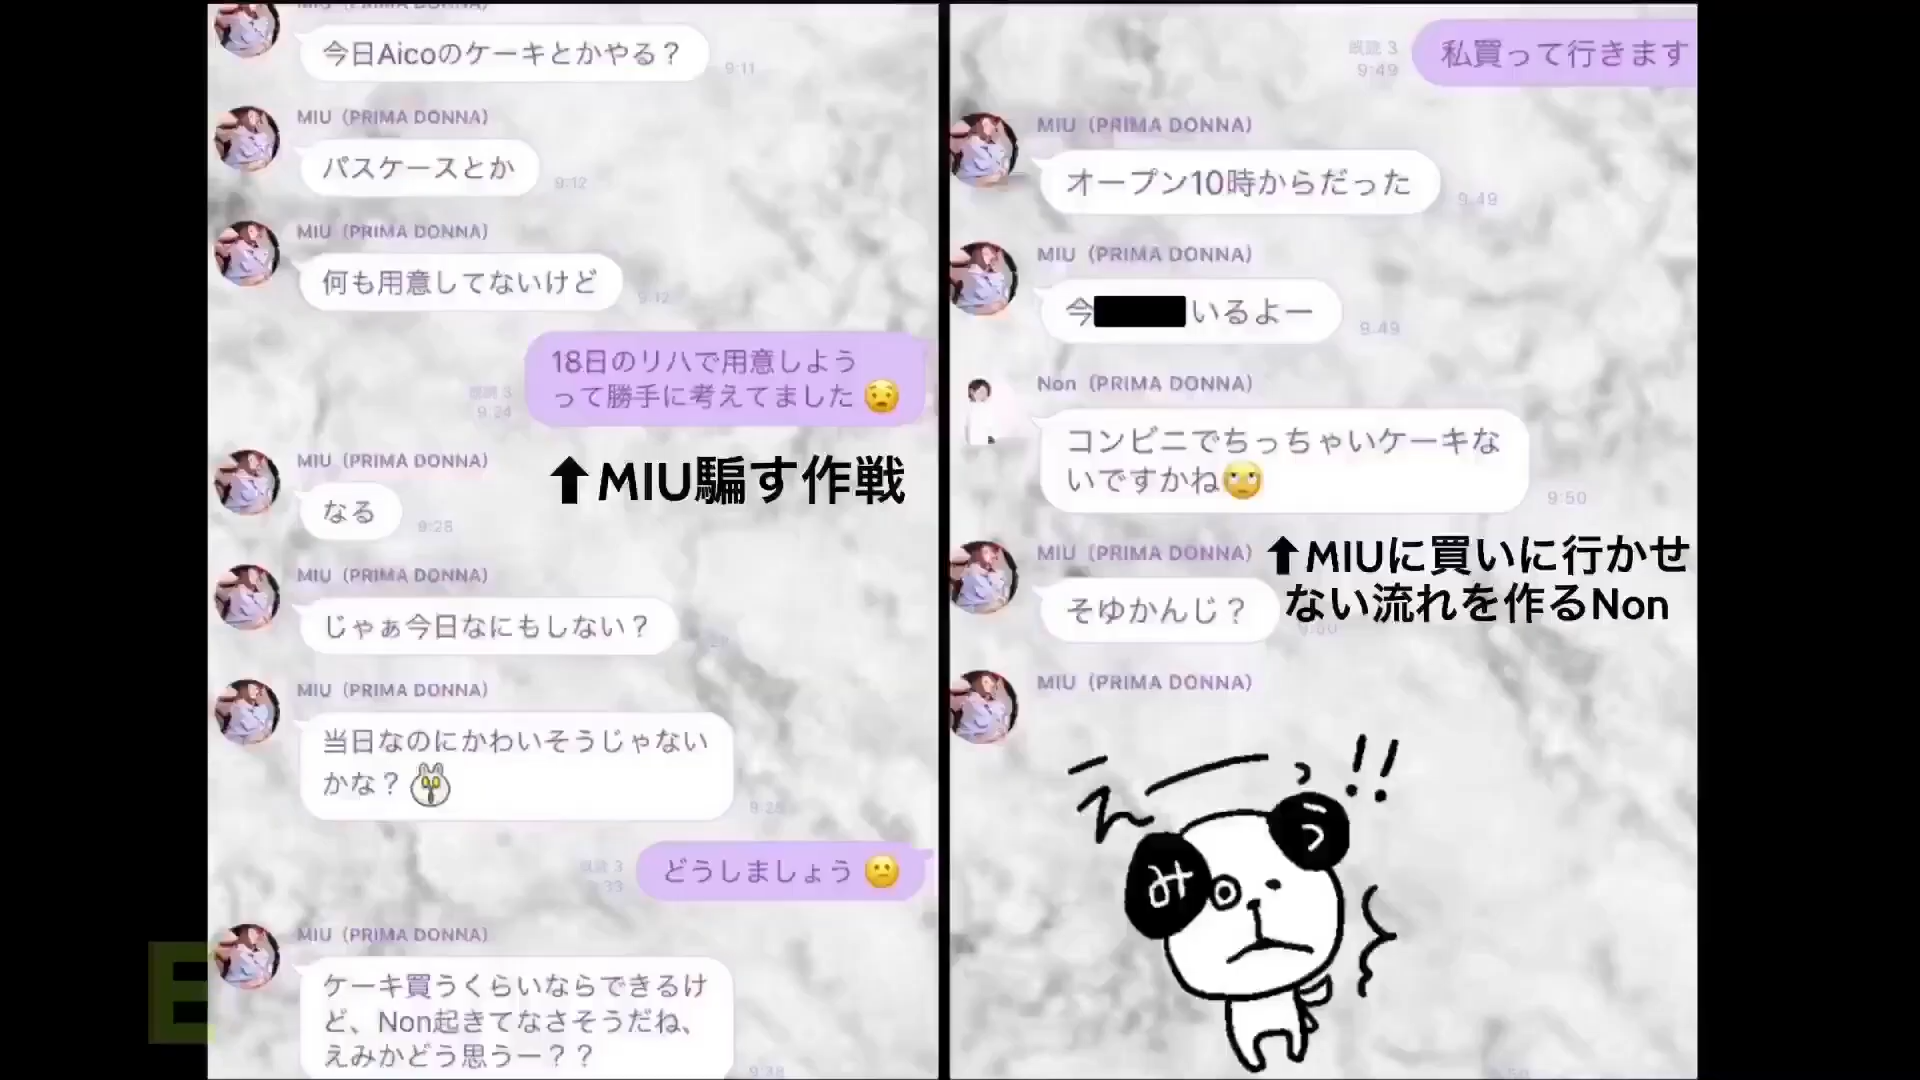 今日Aicoのケーキとかやる？
9:11
MIU（PRIMA DONNA）
パスケースとか
9:12
MIU（PRIMA DONNA）
何も用意してないけど
9:12
18日のリハで用意しよう
って勝手に考えてました
既読 3
9:24
↑MIU騙す作戦
MIU（PRIMA DONNA）
なる
9:28
MIU（PRIMA DONNA）
じゃぁ今日なにもしない？
MIU（PRIMA DONNA）
当日なのにかわいそうじゃない
かな？
9:28
どうしましょう
既読 3
9:33
MIU（PRIMA DONNA）
ケーキ買うくらいならできるけ
ど、Non起きてなさそうだね、
えみかどう思うー？？
9:38
私買って行きます
既読 3
9:49
MIU（PRIMA DONNA）
オープン10時からだった
9:49
MIU（PRIMA DONNA）
今
いるよー
9:49
Non（PRIMA DONNA）
コンビニでちっちゃいケーキな
いですかね
9:50
↑MIUに買いに行かせ
ない流れを作るNon
MIU（PRIMA DONNA）
そゆかんじ？
9:50
MIU（PRIMA DONNA）
えーっ!!
みう